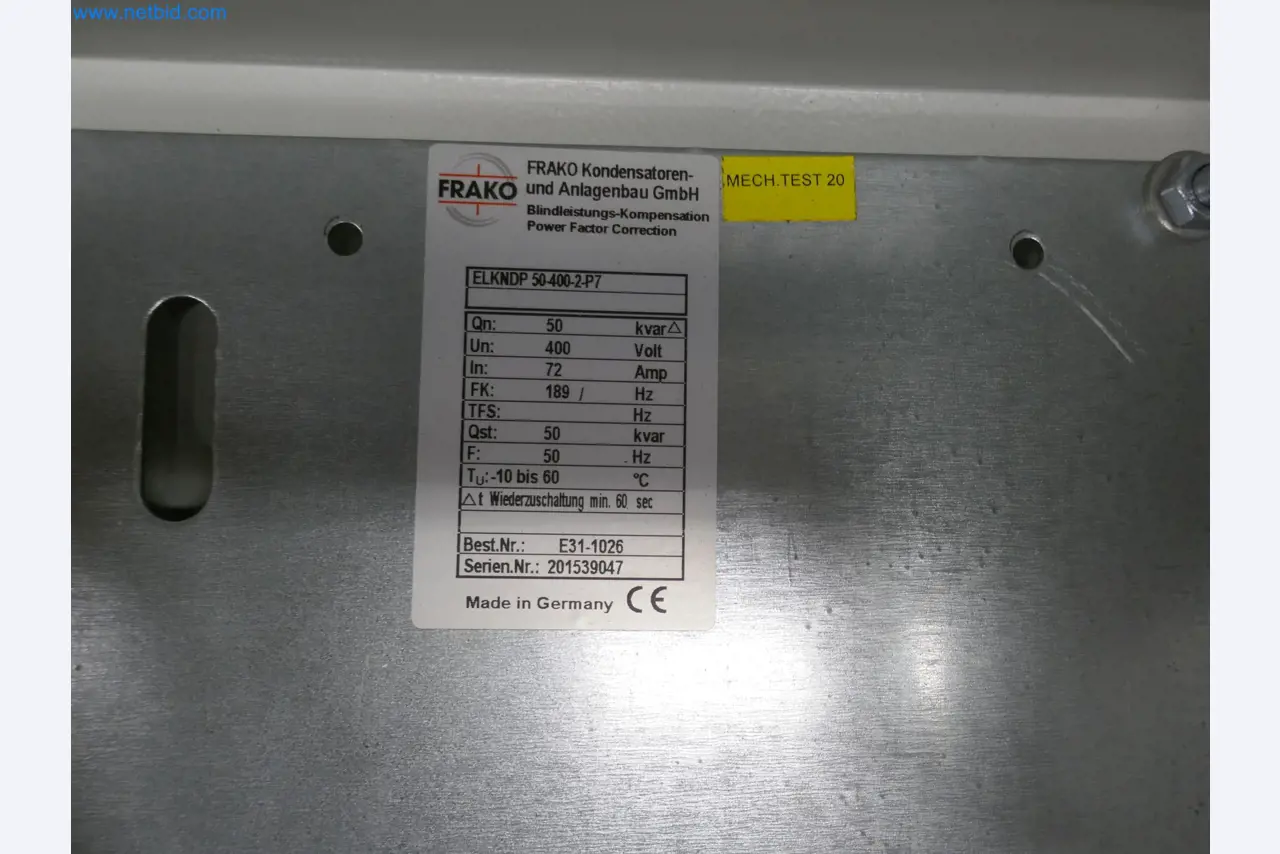 www.netbid.com
FRAKO
FRAKO Kondensatoren-
und Anlagenbau GmbH
Blindleistungs-Kompensation
Power Factor Correction
MECH.TEST 20
ELKNDP 50-400-2-P7
Qn: 50 kvar△
Un: 400 Volt
In: 72 Amp
FK: 189 / Hz
TFS: Hz
Qst: 50 kvar
F: 50 Hz
TU:-10 bis 60 °C
△t Wiederzuschaltung min. 60 sec
Best.Nr.: E31-1026
Serien.Nr.: 201539047
Made in Germany CE